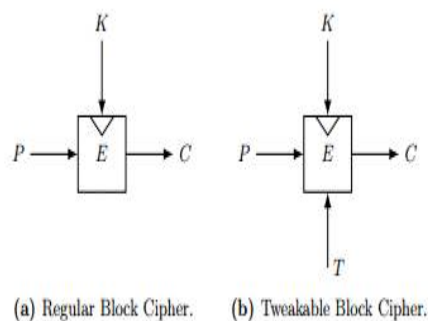 K K
P E C P E C
T
(a) Regular Block Cipher. (b) Tweakable Block Cipher.